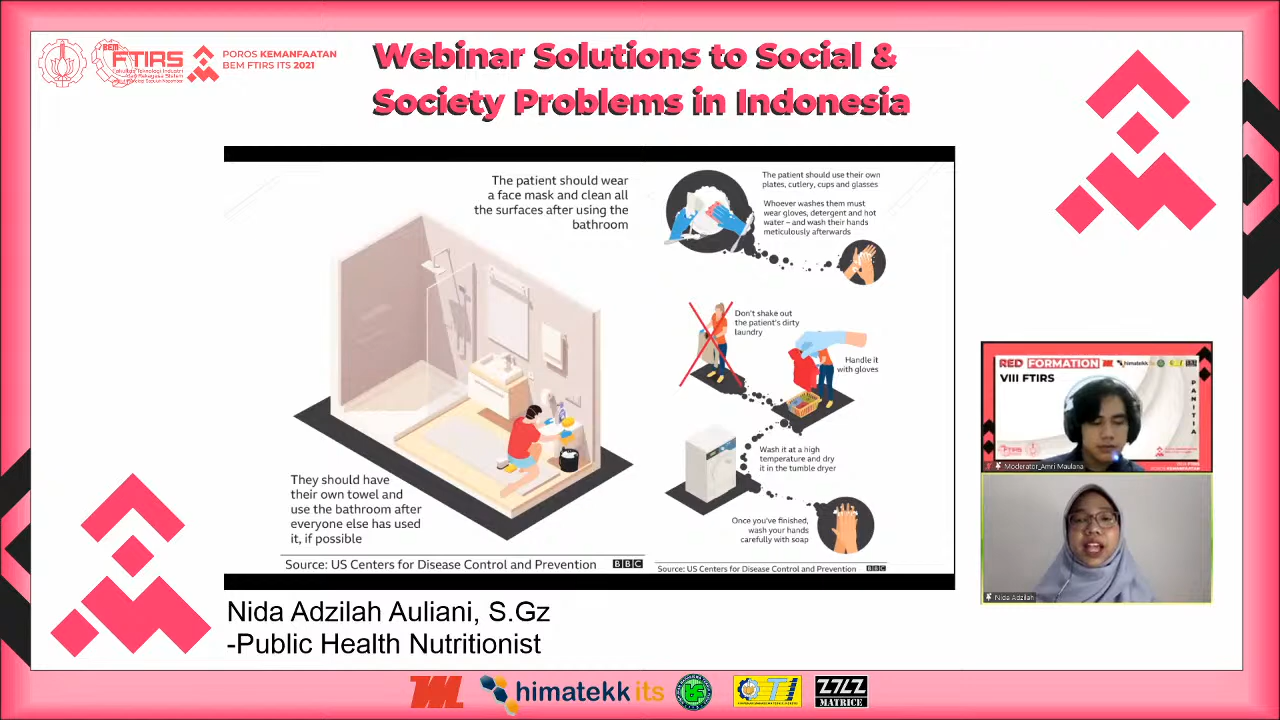 BEM
FTIRS
POROS KEMANFAATAN
BEM FTIRS ITS 2021
Webinar Solutions to Social &
Society Problems in Indonesia
The patient should wear
a face mask and clean all
the surfaces after using the
bathroom
They should have
their own towel and
use the bathroom after
everyone else has used
it, if possible
Source: US Centers for Disease Control and Prevention
BBC
The patient should use their own
plates, cutlery, cups and glasses
Whoever washes them must
wear gloves, detergent and hot
water – and wash their hands
meticulously afterwards
Don't shake out
the patient's dirty
laundry
Handle it
with gloves
Wash it at a high
temperature and dry
it in the tumble dryer
Once you've finished,
wash your hands
carefully with soap
Source: US Centers for Disease Control and Prevention
BBC
RED FORMATION
himatekk its
VIII FTIRS
PANITIA
Moderator_Amri Maulana
Nida Adzilah
Nida Adzilah Auliani, S.Gz
-Public Health Nutritionist
himatekk its
MATRICE